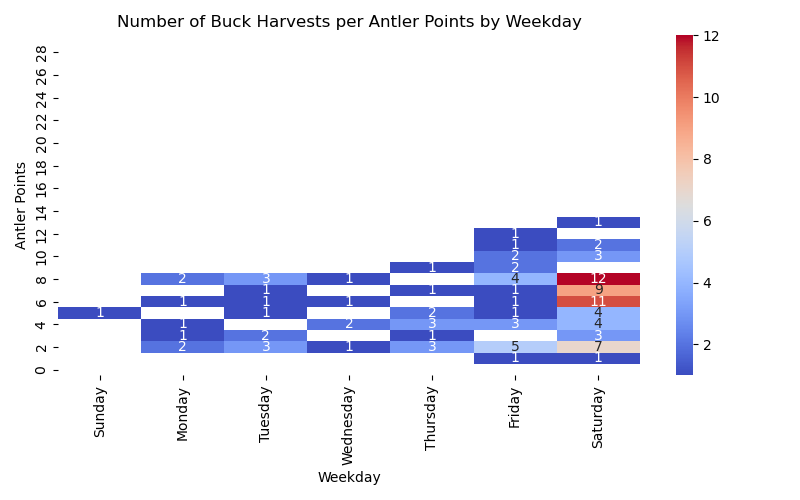 Number of Buck Harvests per Antler Points by Weekday
12
10
8
6
4
2
Antler Points
28
26
24
22
20
18
16
14
12
10
8
6
4
2
0
1
1
1 2
2 3
1 2
2 3 1 4 12
1 1 1 9
1 1 1 1 11
1 1 2 1 4
1 2 3 3 4
1 2 1 3
2 3 1 3 5 7
1 1
Sunday Monday Tuesday Wednesday Thursday Friday Saturday
Weekday